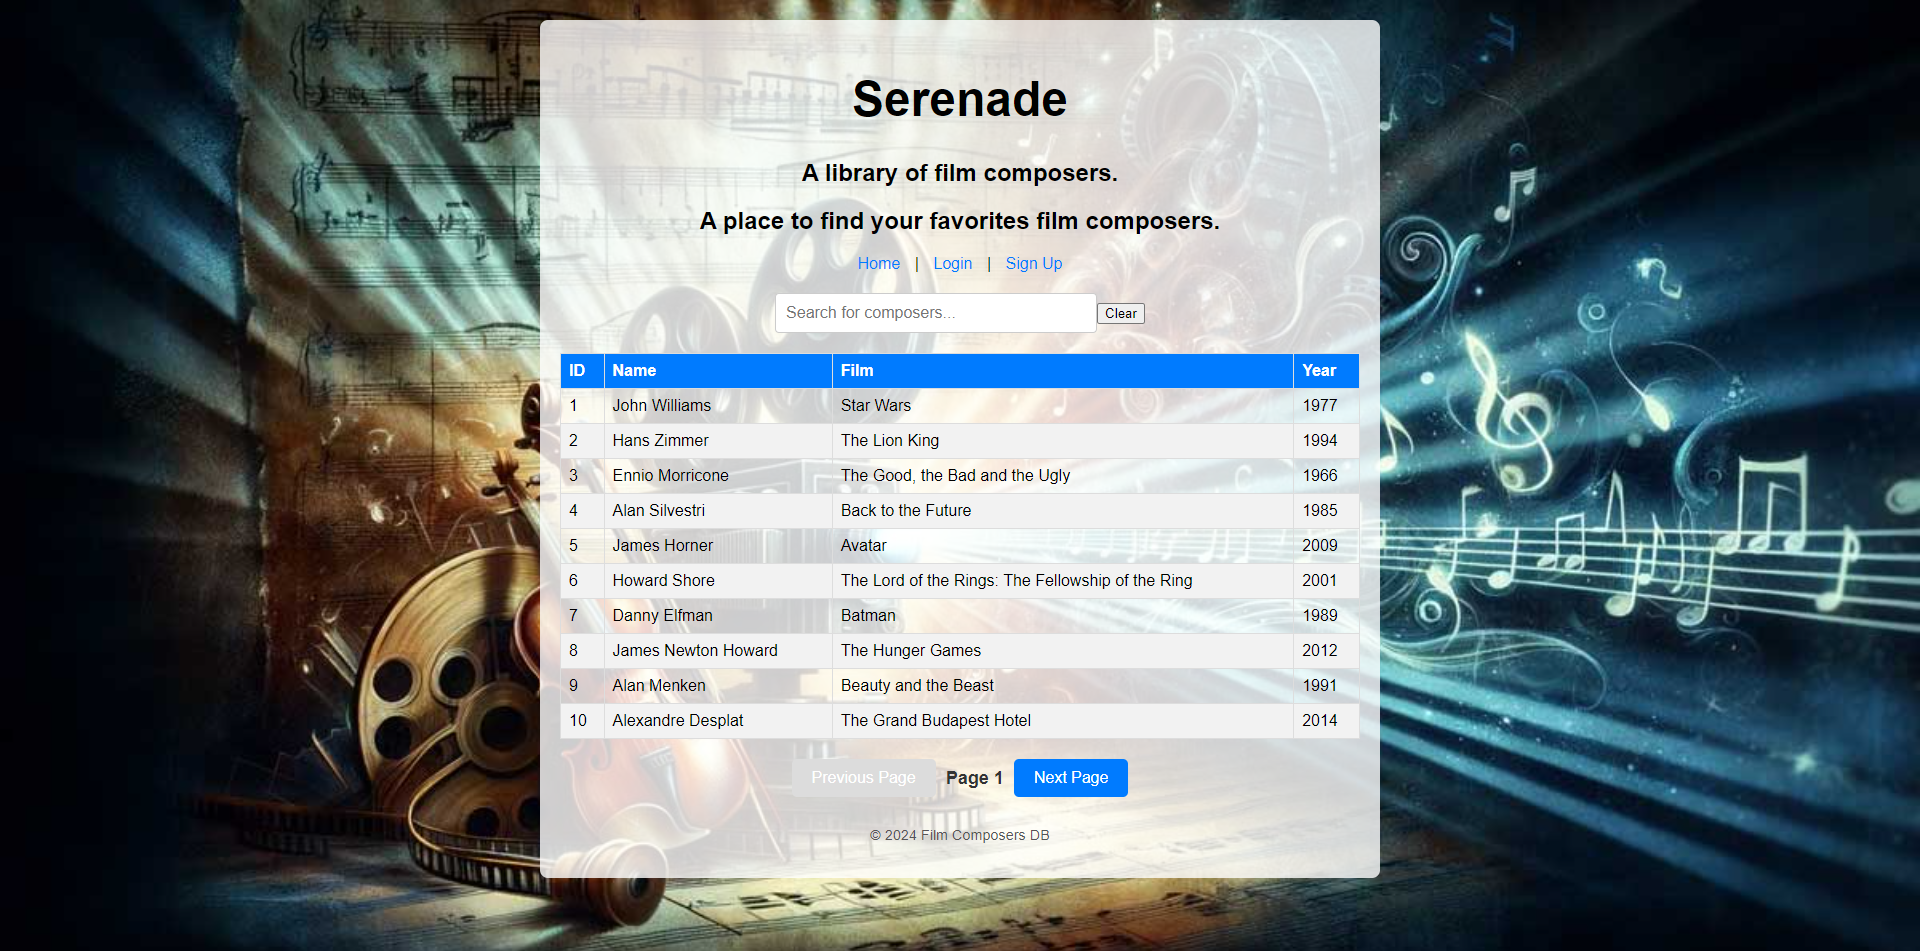 Serenade
A library of film composers.
A place to find your favorites film composers.
Home | Login | Sign Up
Search for composers... Clear
ID Name Film Year
1 John Williams Star Wars 1977
2 Hans Zimmer The Lion King 1994
3 Ennio Morricone The Good, the Bad and the Ugly 1966
4 Alan Silvestri Back to the Future 1985
5 James Horner Avatar 2009
6 Howard Shore The Lord of the Rings: The Fellowship of the Ring 2001
7 Danny Elfman Batman 1989
8 James Newton Howard The Hunger Games 2012
9 Alan Menken Beauty and the Beast 1991
10 Alexandre Desplat The Grand Budapest Hotel 2014
Previous Page Page 1 Next Page
© 2024 Film Composers DB